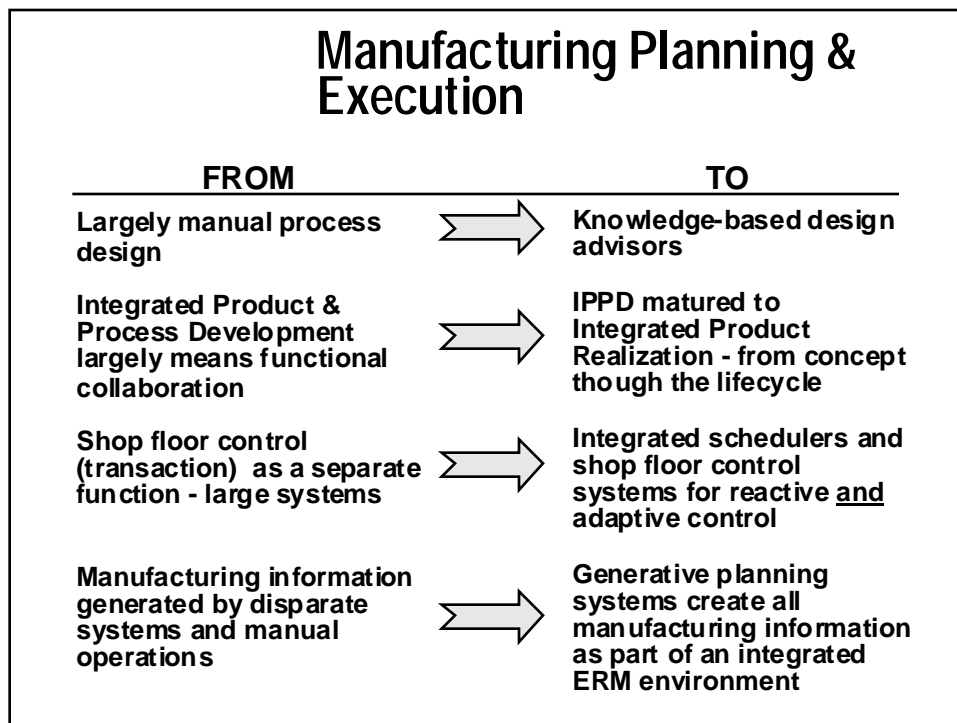 Manufacturing Planning &
Execution
FROM
TO
Largely manual process
design
Knowledge-based design
advisors
Integrated Product &
Process Development
largely means functional
collaboration
IPPD matured to
Integrated Product
Realization - from concept
though the lifecycle
Shop floor control
(transaction)  as a separate
function - large systems
Integrated schedulers and
shop floor control
systems for reactive and
adaptive control
Manufacturing information
generated by disparate
systems and manual
operations
Generative planning
systems create all
manufacturing information
as part of an integrated
ERM environment